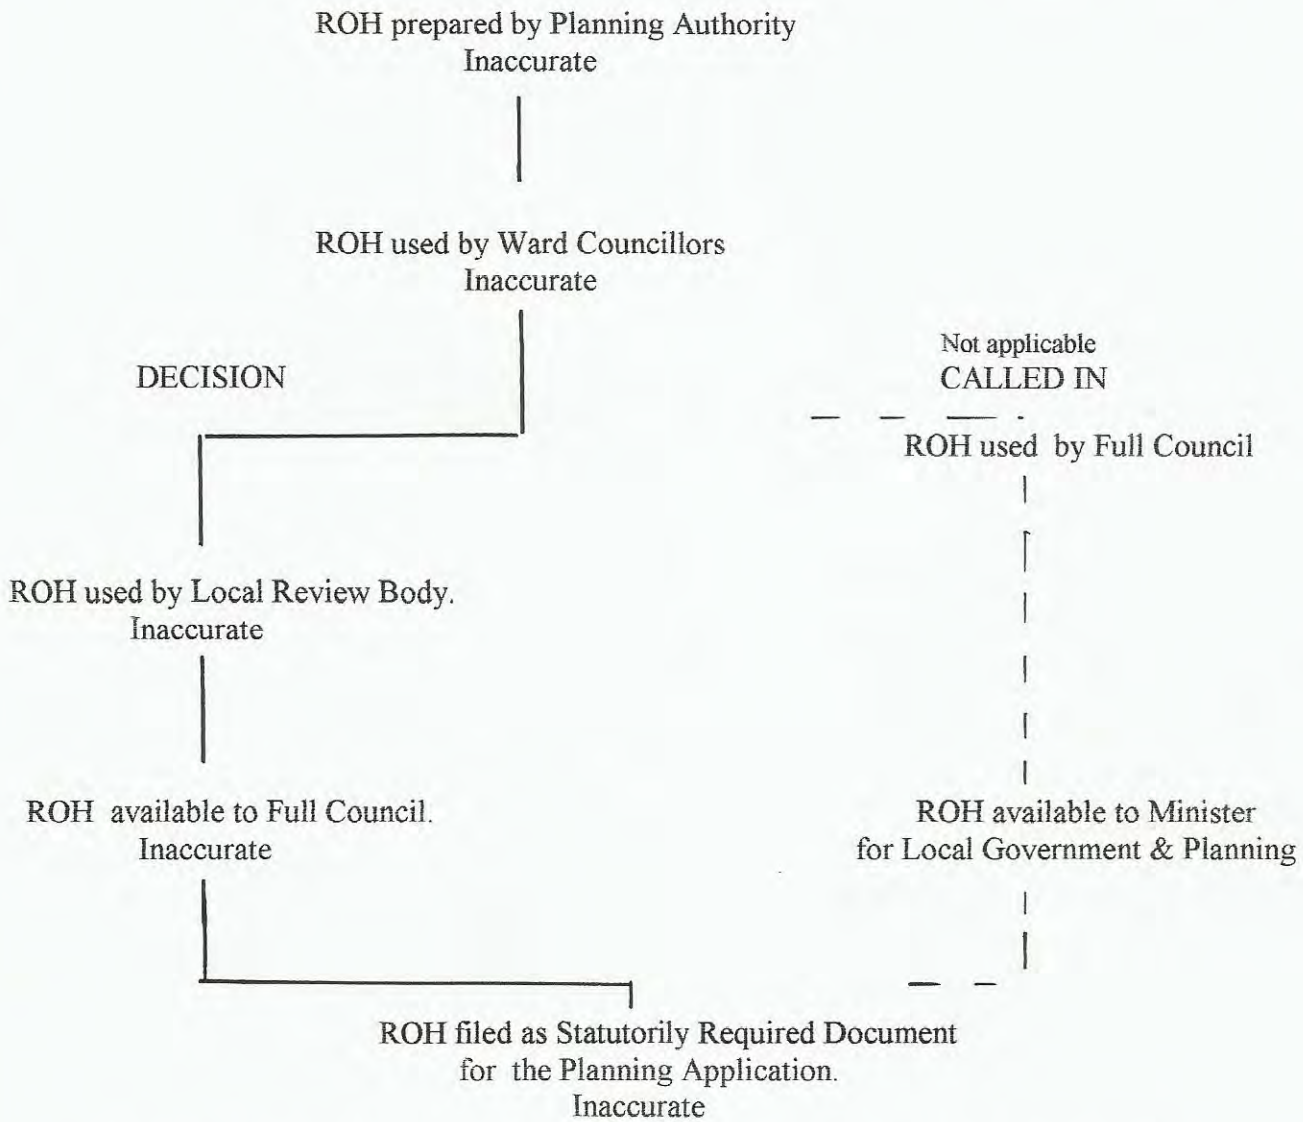 ROH prepared by Planning Authority
Inaccurate
ROH used by Ward Councillors
Inaccurate
DECISION
Not applicable
CALLED IN
ROH used by Full Council
ROH used by Local Review Body.
Inaccurate
ROH available to Full Council.
Inaccurate
ROH available to Minister
for Local Government & Planning
ROH filed as Statutorily Required Document
for the Planning Application.
Inaccurate